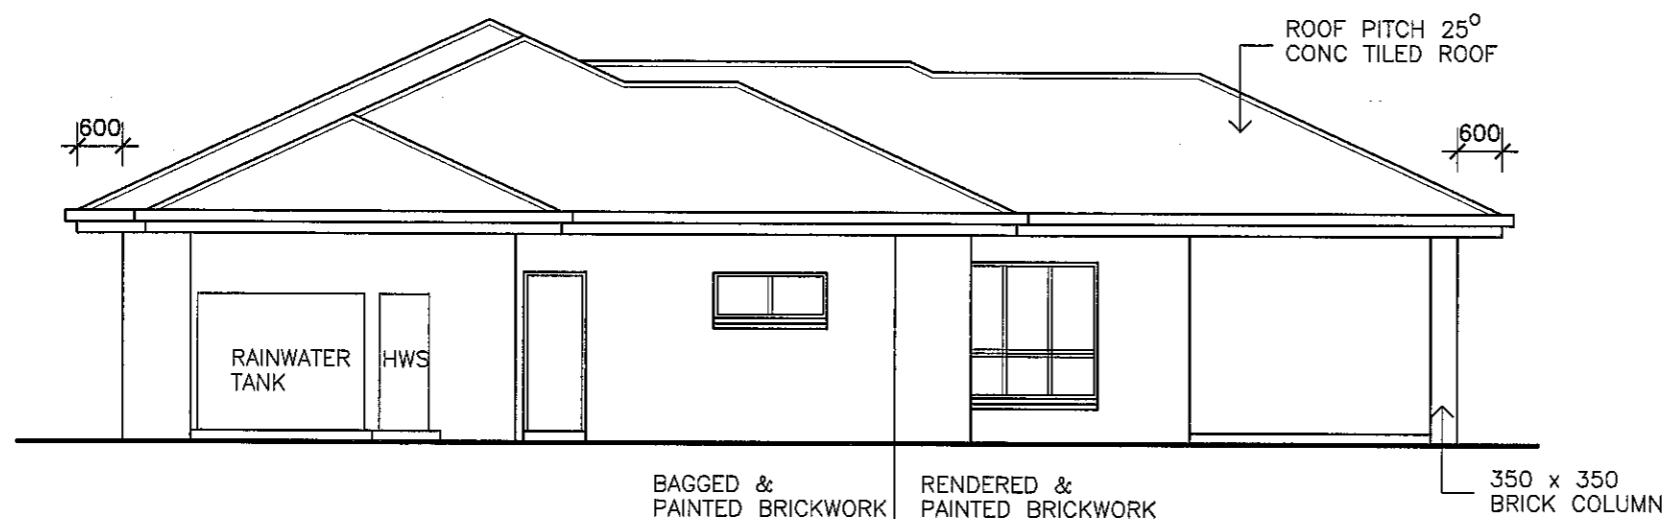 ROOF PITCH 25°
CONC TILED ROOF
600
600
RAINWATER
TANK
HWS
BAGGED &
PAINTED BRICKWORK
RENDERED &
PAINTED BRICKWORK
350 x 350
BRICK COLUMN